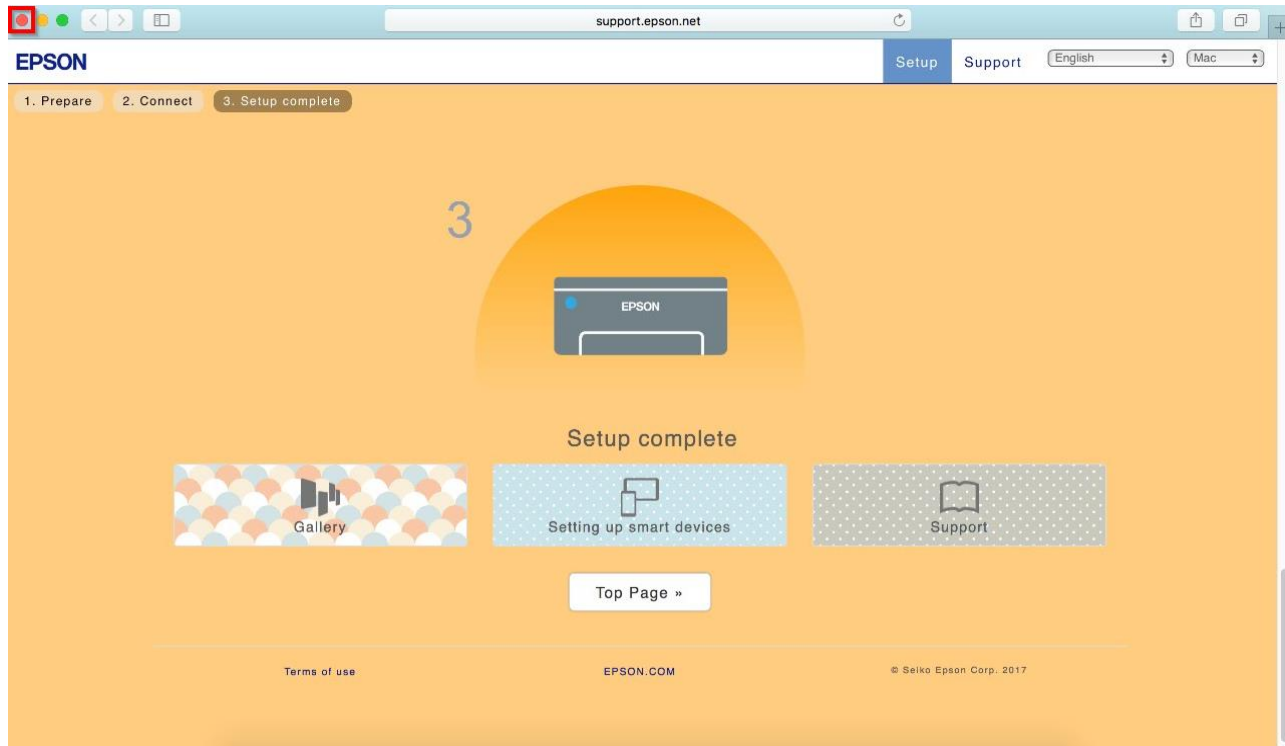 support.epson.net
EPSON
Setup
Support
English
Mac
1. Prepare
2. Connect
3. Setup complete
3
EPSON
Setup complete
Gallery
Setting up smart devices
Support
Top Page »
Terms of use
EPSON.COM
© Seiko Epson Corp. 2017